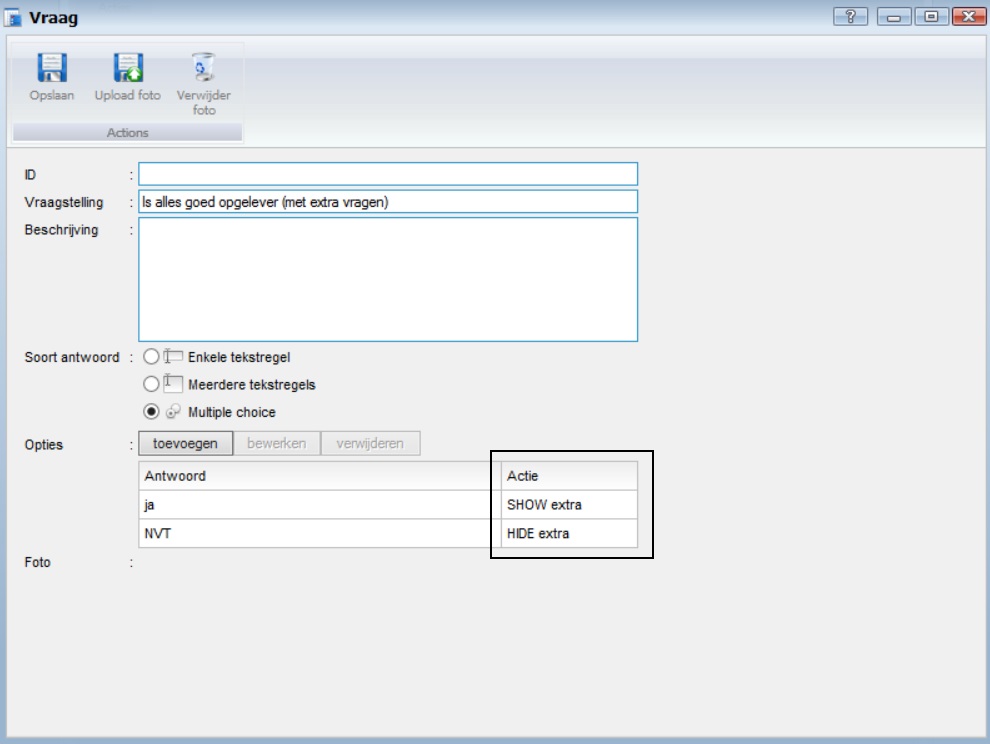 Vraag
?
Opslaan Upload foto Verwijder foto
Actions
ID :
Vraagstelling : Is alles goed opgelever (met extra vragen)
Beschrijving :
Soort antwoord : Enkele tekstregel
Meerdere tekstregels
Multiple choice
Opties : toevoegen bewerken verwijderen
Antwoord Actie
ja SHOW extra
NVT HIDE extra
Foto :